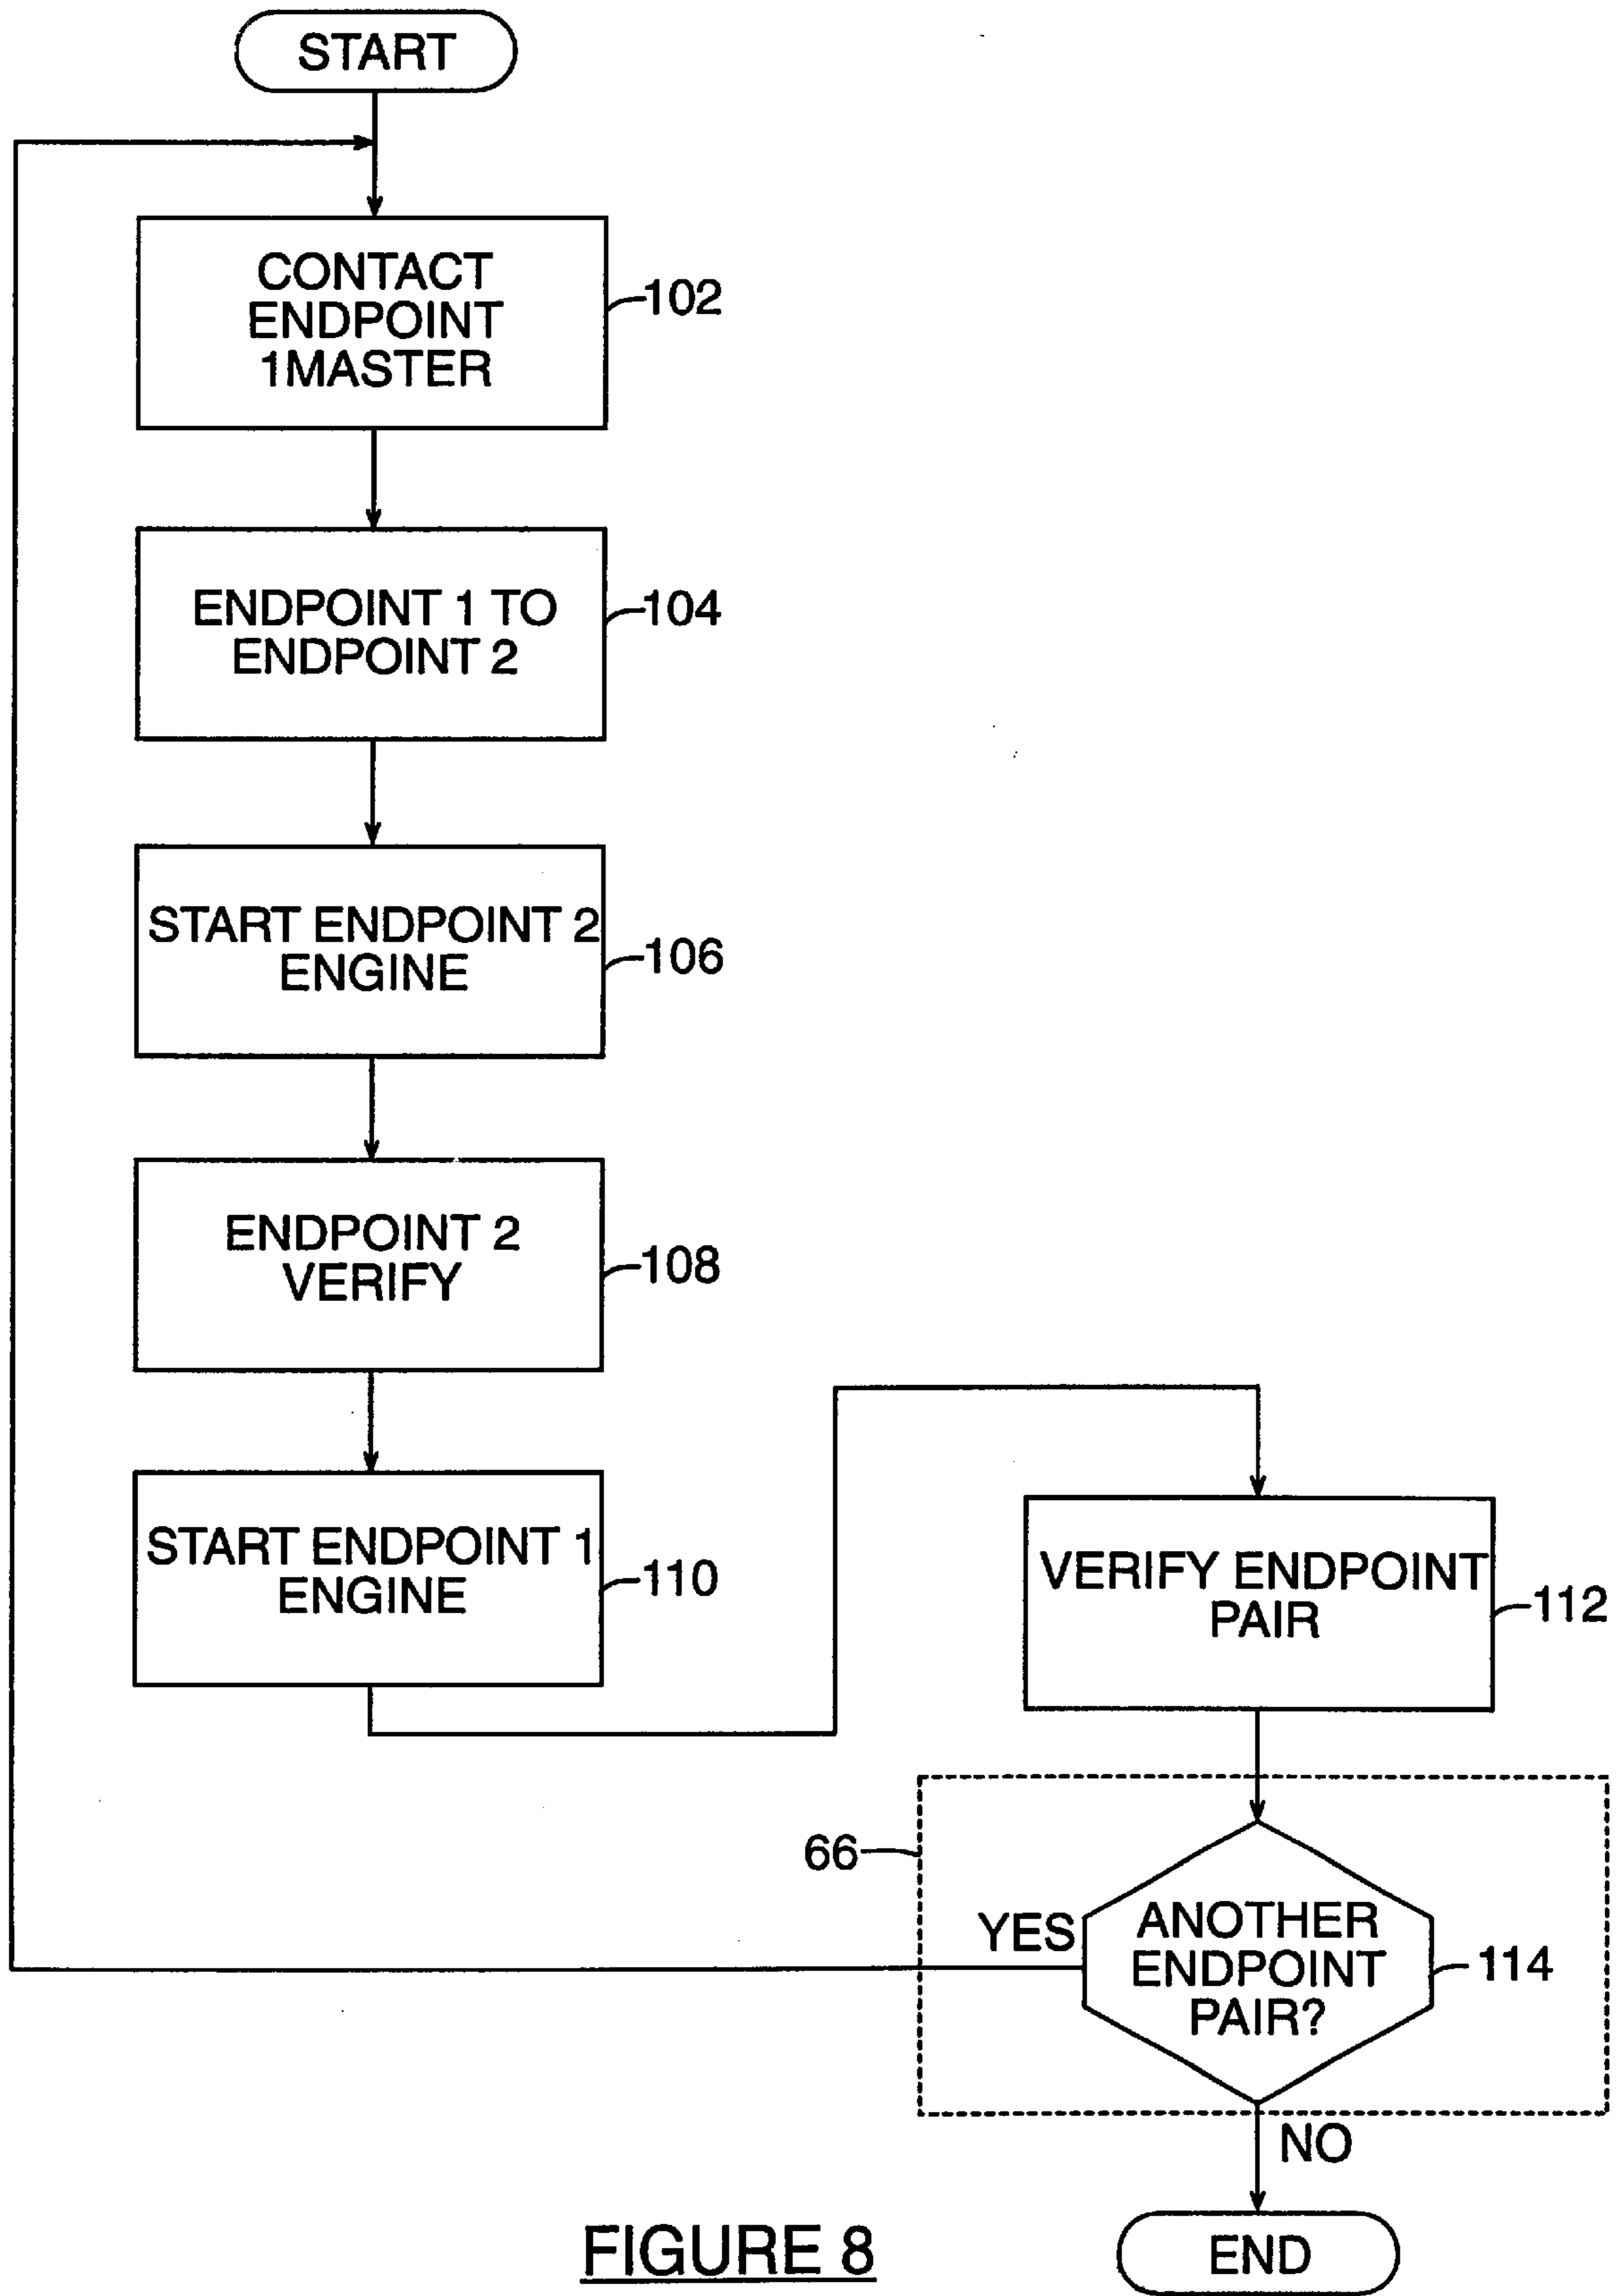 START
CONTACT
ENDPOINT
1MASTER
102
ENDPOINT 1 TO
ENDPOINT 2
104
START ENDPOINT 2
ENGINE
106
ENDPOINT 2
VERIFY
108
START ENDPOINT 1
ENGINE
110
VERIFY ENDPOINT
PAIR
112
66
YES
ANOTHER
ENDPOINT
PAIR?
114
NO
END
FIGURE 8